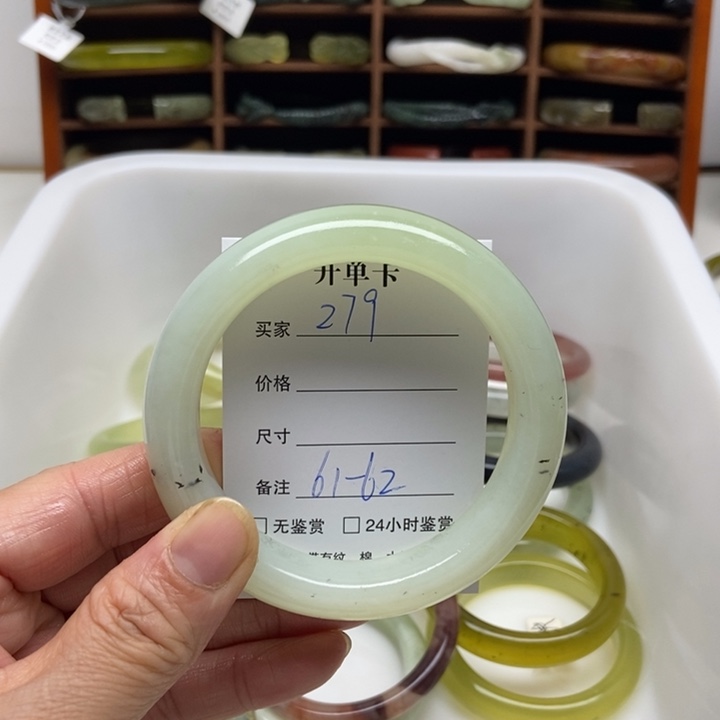 开单卡
买家 279
价格
尺寸
备注 61-62
无鉴赏 24小时鉴赏